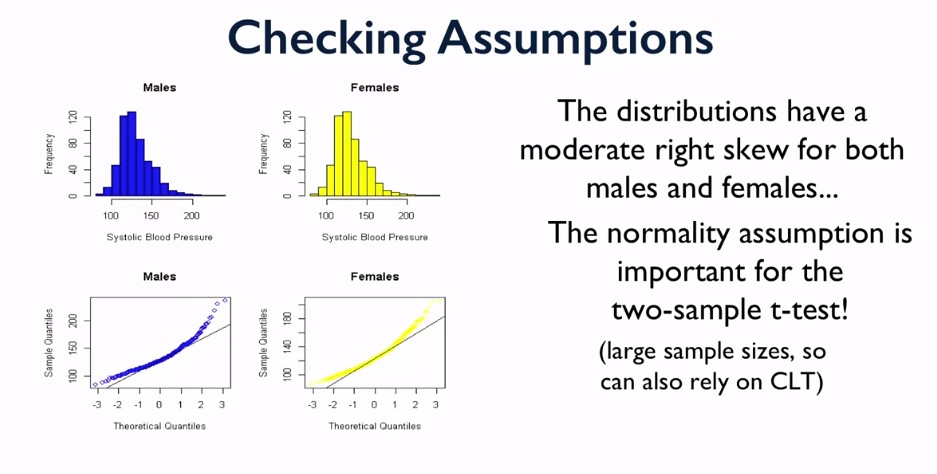 Checking Assumptions
Males
Frequency
0 40 80 120
100 150 200
Systolic Blood Pressure
Females
Frequency
0 40 80 120
100 150 200
Systolic Blood Pressure
Males
Sample Quantiles
100 150 200
-3 -2 -1 0 1 2 3
Theoretical Quantiles
Females
Sample Quantiles
100 140 180
-3 -2 -1 0 1 2 3
Theoretical Quantiles
The distributions have a
moderate right skew for both
males and females...
The normality assumption is
important for the
two-sample t-test!
(large sample sizes, so
can also rely on CLT)